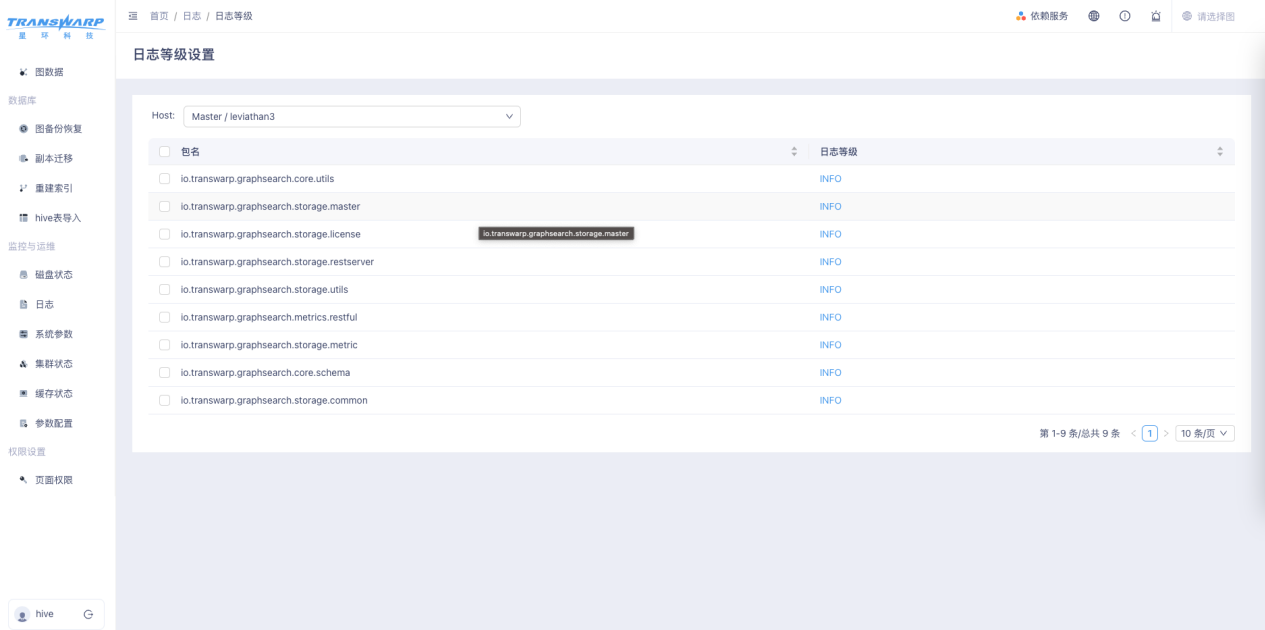 TRANSWARP
星 环 科 技
首页 / 日志 / 日志等级
依赖服务
请选择图
日志等级设置
图数据
数据库
图备份恢复
副本迁移
重建索引
hive表导入
监控与运维
磁盘状态
日志
系统参数
集群状态
缓存状态
参数配置
权限设置
页面权限
hive
Host: Master / leviathan3
包名 日志等级
io.transwarp.graphsearch.core.utils INFO
io.transwarp.graphsearch.storage.master INFO
io.transwarp.graphsearch.storage.master
io.transwarp.graphsearch.storage.license INFO
io.transwarp.graphsearch.storage.restserver INFO
io.transwarp.graphsearch.storage.utils INFO
io.transwarp.graphsearch.metrics.restful INFO
io.transwarp.graphsearch.storage.metric INFO
io.transwarp.graphsearch.core.schema INFO
io.transwarp.graphsearch.storage.common INFO
第 1-9 条/总共 9 条 < 1 > 10 条/页